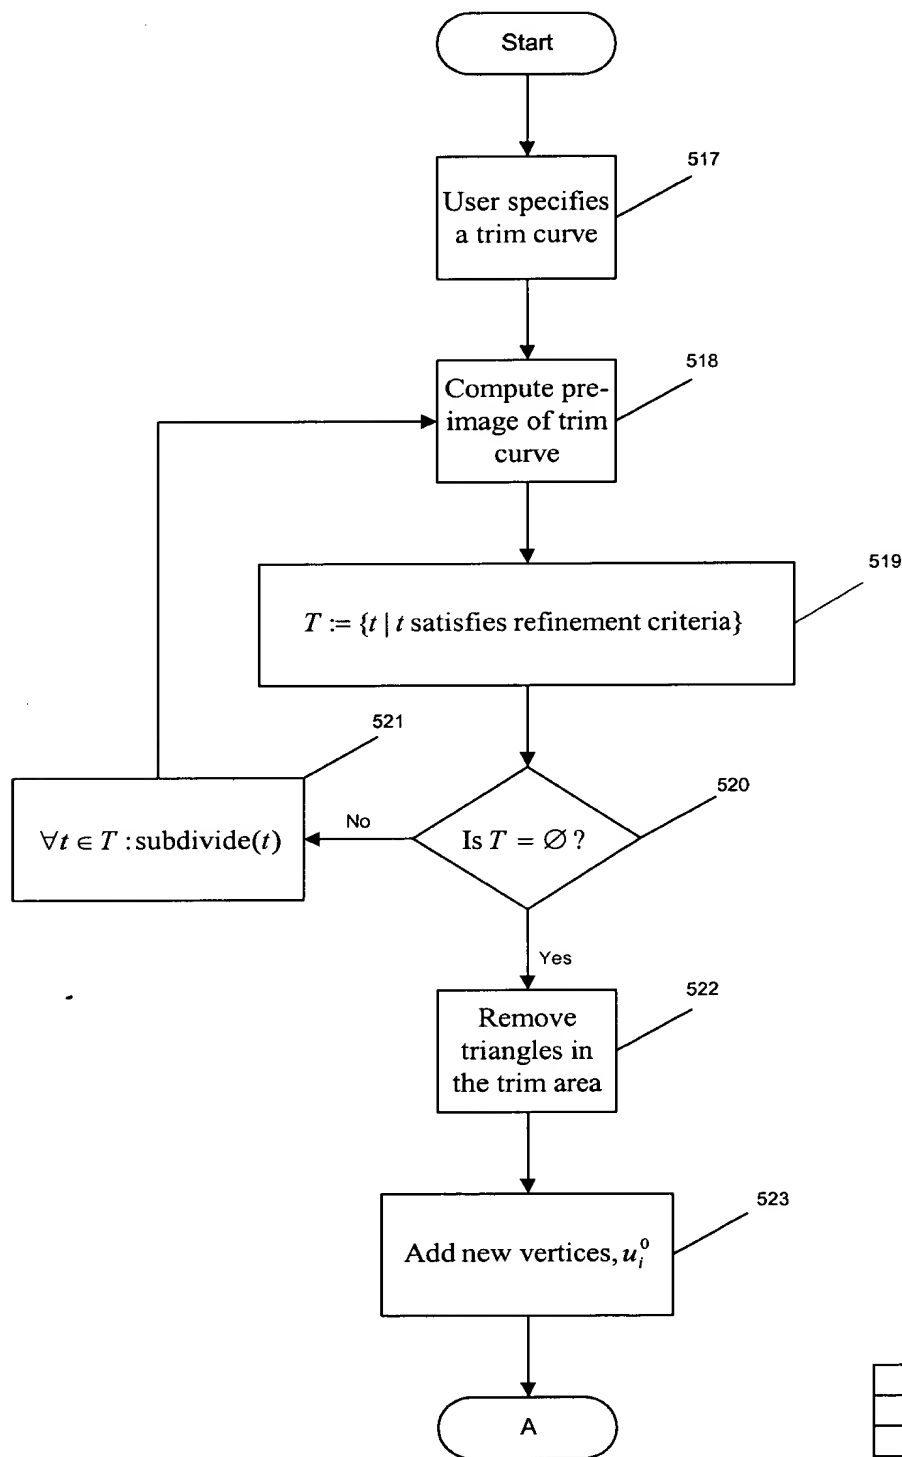 Start
517
User specifies
a trim curve
518
Compute pre-
image of trim
curve
519
T := {t | t satisfies refinement criteria}
521
∀t ∈ T : subdivide(t)
No
520
Is T = ∅ ?
Yes
522
Remove
triangles in
the trim area
523
Add new vertices, u_i^0
A